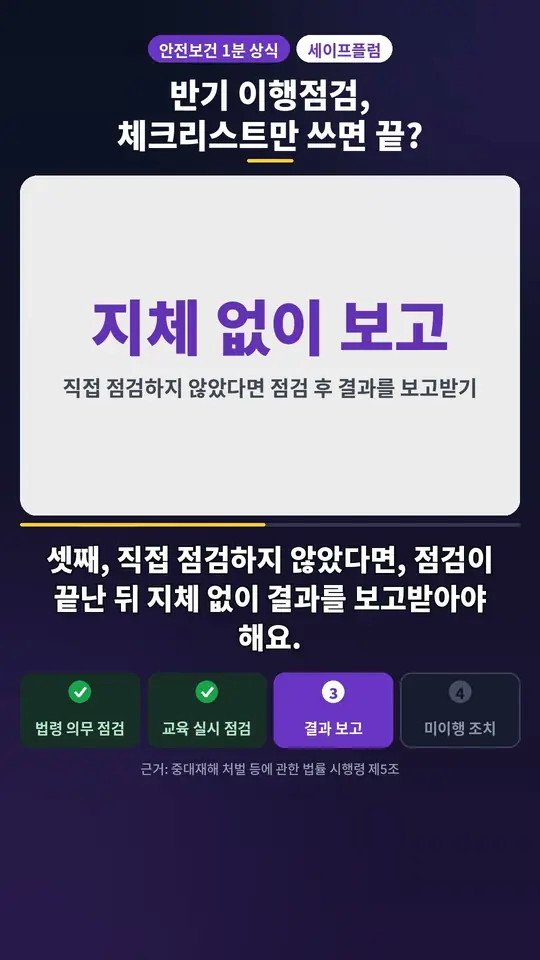 안전보건 1분 상식
세이프플럼
반기 이행점검,
체크리스트만 쓰면 끝?
지체 없이 보고
직접 점검하지 않았다면 점검 후 결과를 보고받기
셋째, 직접 점검하지 않았다면, 점검이
끝난 뒤 지체 없이 결과를 보고받아야
해요.
법령 의무 점검
교육 실시 점검
3
결과 보고
4
미이행 조치
근거: 중대재해 처벌 등에 관한 법률 시행령 제5조